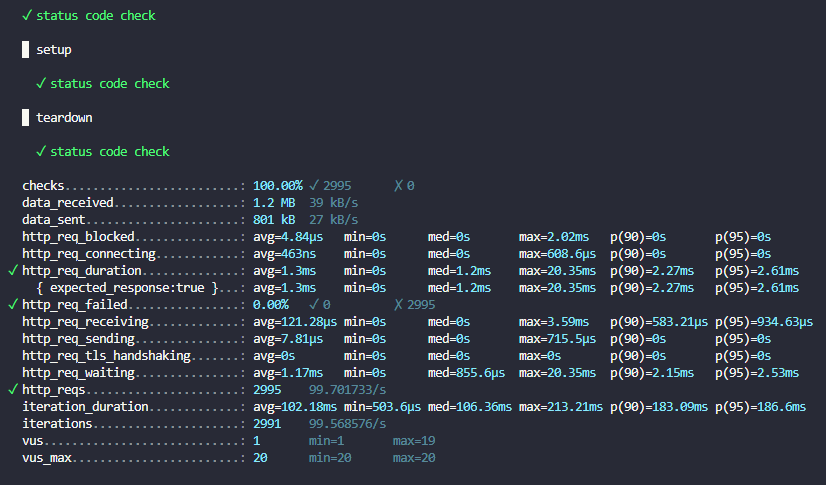 ✓ status code check
█ setup
✓ status code check
█ teardown
✓ status code check
checks.........................: 100.00% ✓ 2995 ✗ 0
data_received..................: 1.2 MB 39 kB/s
data_sent......................: 801 kB 27 kB/s
http_req_blocked...............: avg=4.84µs min=0s med=0s max=2.02ms p(90)=0s p(95)=0s
http_req_connecting............: avg=463ns min=0s med=0s max=608.6µs p(90)=0s p(95)=0s
✓ http_req_duration..............: avg=1.3ms min=0s med=1.2ms max=20.35ms p(90)=2.27ms p(95)=2.61ms
{ expected_response:true }...: avg=1.3ms min=0s med=1.2ms max=20.35ms p(90)=2.27ms p(95)=2.61ms
✓ http_req_failed................: 0.00% ✓ 0 ✗ 2995
http_req_receiving.............: avg=121.28µs min=0s med=0s max=3.59ms p(90)=583.21µs p(95)=934.63µs
http_req_sending...............: avg=7.81µs min=0s med=0s max=715.5µs p(90)=0s p(95)=0s
http_req_tls_handshaking.......: avg=0s min=0s med=0s max=0s p(90)=0s p(95)=0s
http_req_waiting...............: avg=1.17ms min=0s med=855.6µs max=20.35ms p(90)=2.15ms p(95)=2.53ms
✓ http_reqs......................: 2995 99.701733/s
iteration_duration.............: avg=102.18ms min=503.6µs med=106.36ms max=213.21ms p(90)=183.09ms p(95)=186.6ms
iterations.....................: 2991 99.568576/s
vus............................: 1 min=1 max=19
vus_max........................: 20 min=20 max=20